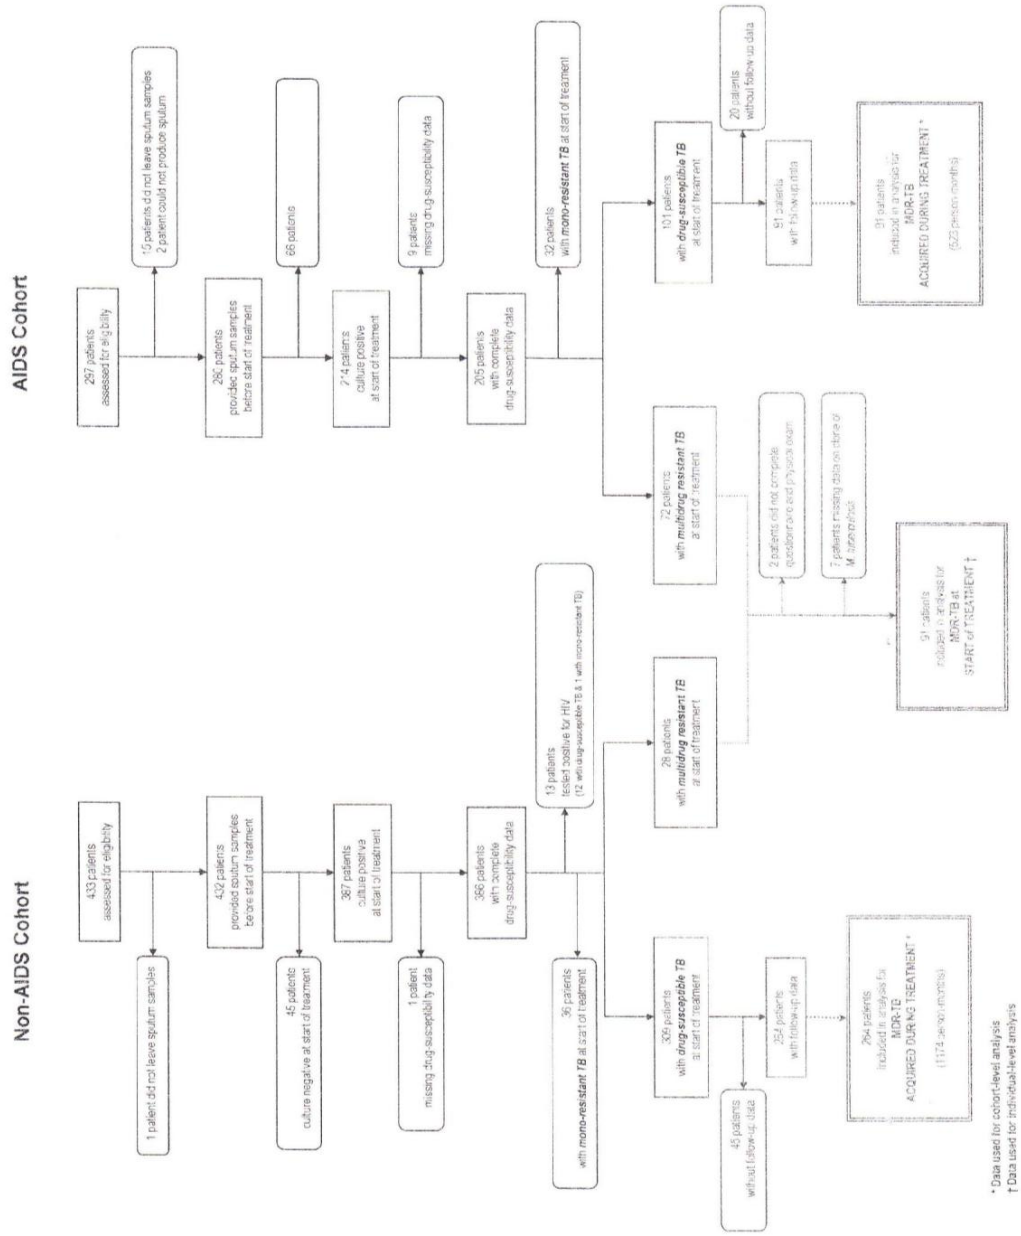 Non-AIDS Cohort
433 patients
assessed for eligibility
1 patient did not leave sputum samples
432 patients
provided sputum samples
before start of treatment
45 patients
culture negative at start of treatment
387 patients
culture positive
at start of treatment
1 patient
missing drug-susceptibility data
386 patients
with complete
drug-susceptibility data
13 patients
tested positive for HIV
(12 with drug-susceptible TB & 1 with mono-resistant TB)
36 patients
with mono-resistant TB at start of treatment
309 patients
with drug-susceptible TB
at start of treatment
28 patients
with multidrug resistant TB
at start of treatment
45 patients
without follow-up data
264 patients
with follow-up data
264 patients
included in analysis for
MDR-TB
ACQUIRED DURING TREATMENT *
(1174 person-months)
AIDS Cohort
297 patients
assessed for eligibility
15 patients did not leave sputum samples
2 patient could not produce sputum
280 patients
provided sputum samples
before start of treatment
66 patients
214 patients
culture positive
at start of treatment
9 patients
missing drug-susceptibility data
205 patients
with complete
drug-susceptibility data
32 patients
with mono-resistant TB at start of treatment
72 patients
with multidrug resistant TB
at start of treatment
101 patients
with drug-susceptible TB
at start of treatment
20 patients
without follow-up data
81 patients
with follow-up data
81 patients
included in analysis for
MDR-TB
ACQUIRED DURING TREATMENT *
(523 person-months)
2 patients did not complete
questionnaire and physical exam
7 patients missing data on clone of
M. tuberculosis
91 patients
included in analysis for
MDR-TB at
START of TREATMENT †
* Data used for cohort-level analysis
† Data used for individual-level analysis